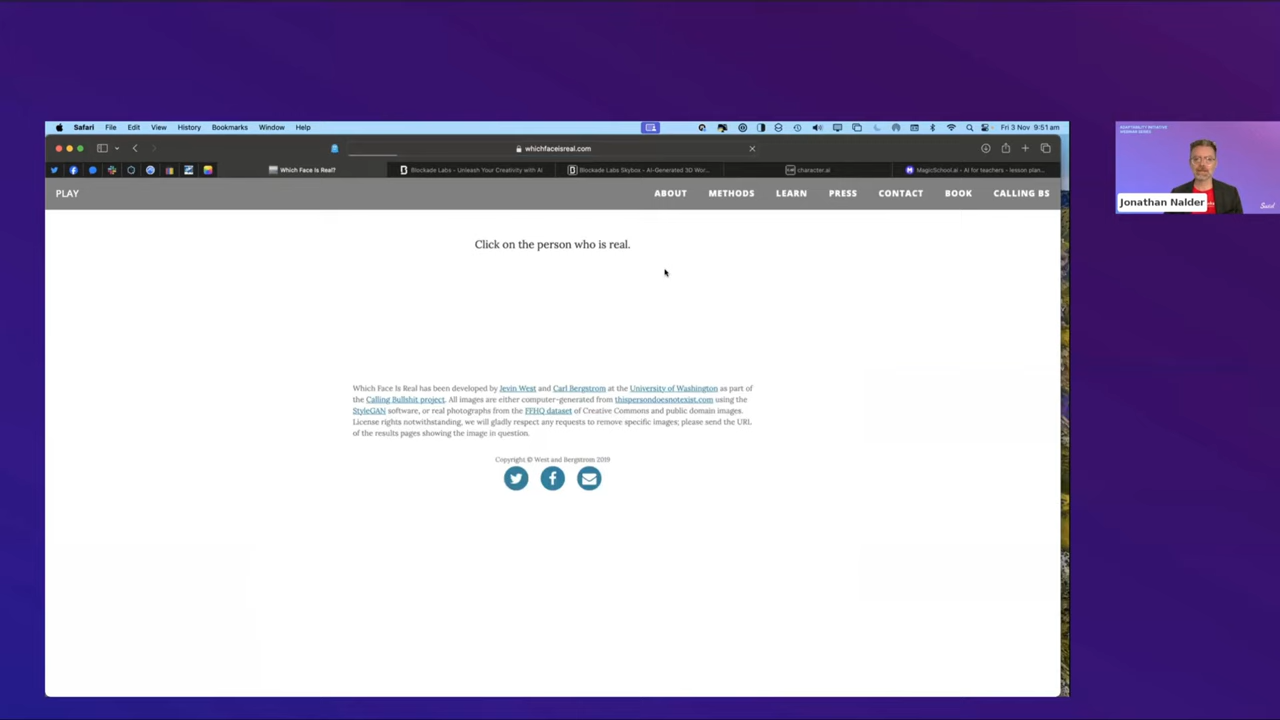 Safari File Edit View History Bookmarks Window Help
Fri 3 Nov 9:51 am
whichfaceisreal.com
Which Face Is Real?
Blockade Labs - Unleash Your Creativity with AI
Blockade Labs Skybox - AI-Generated 3D Wor...
character.ai
MagicSchool.ai - AI for teachers - lesson plan...
PLAY
ABOUT METHODS LEARN PRESS CONTACT BOOK CALLING BS
Click on the person who is real.
Which Face Is Real has been developed by Jevin West and Carl Bergstrom at the University of Washington as part of
the Calling Bullshit project. All images are either computer-generated from thispersondoesnotexist.com using the
StyleGAN software, or real photographs from the FFHQ dataset of Creative Commons and public domain images.
License rights notwithstanding, we will gladly respect any requests to remove specific images; please send the URL
of the results pages showing the image in question.
Copyright © West and Bergstrom 2019
ADAPTABILITY INITIATIVE
WEBINAR SERIES
Jonathan Nalder